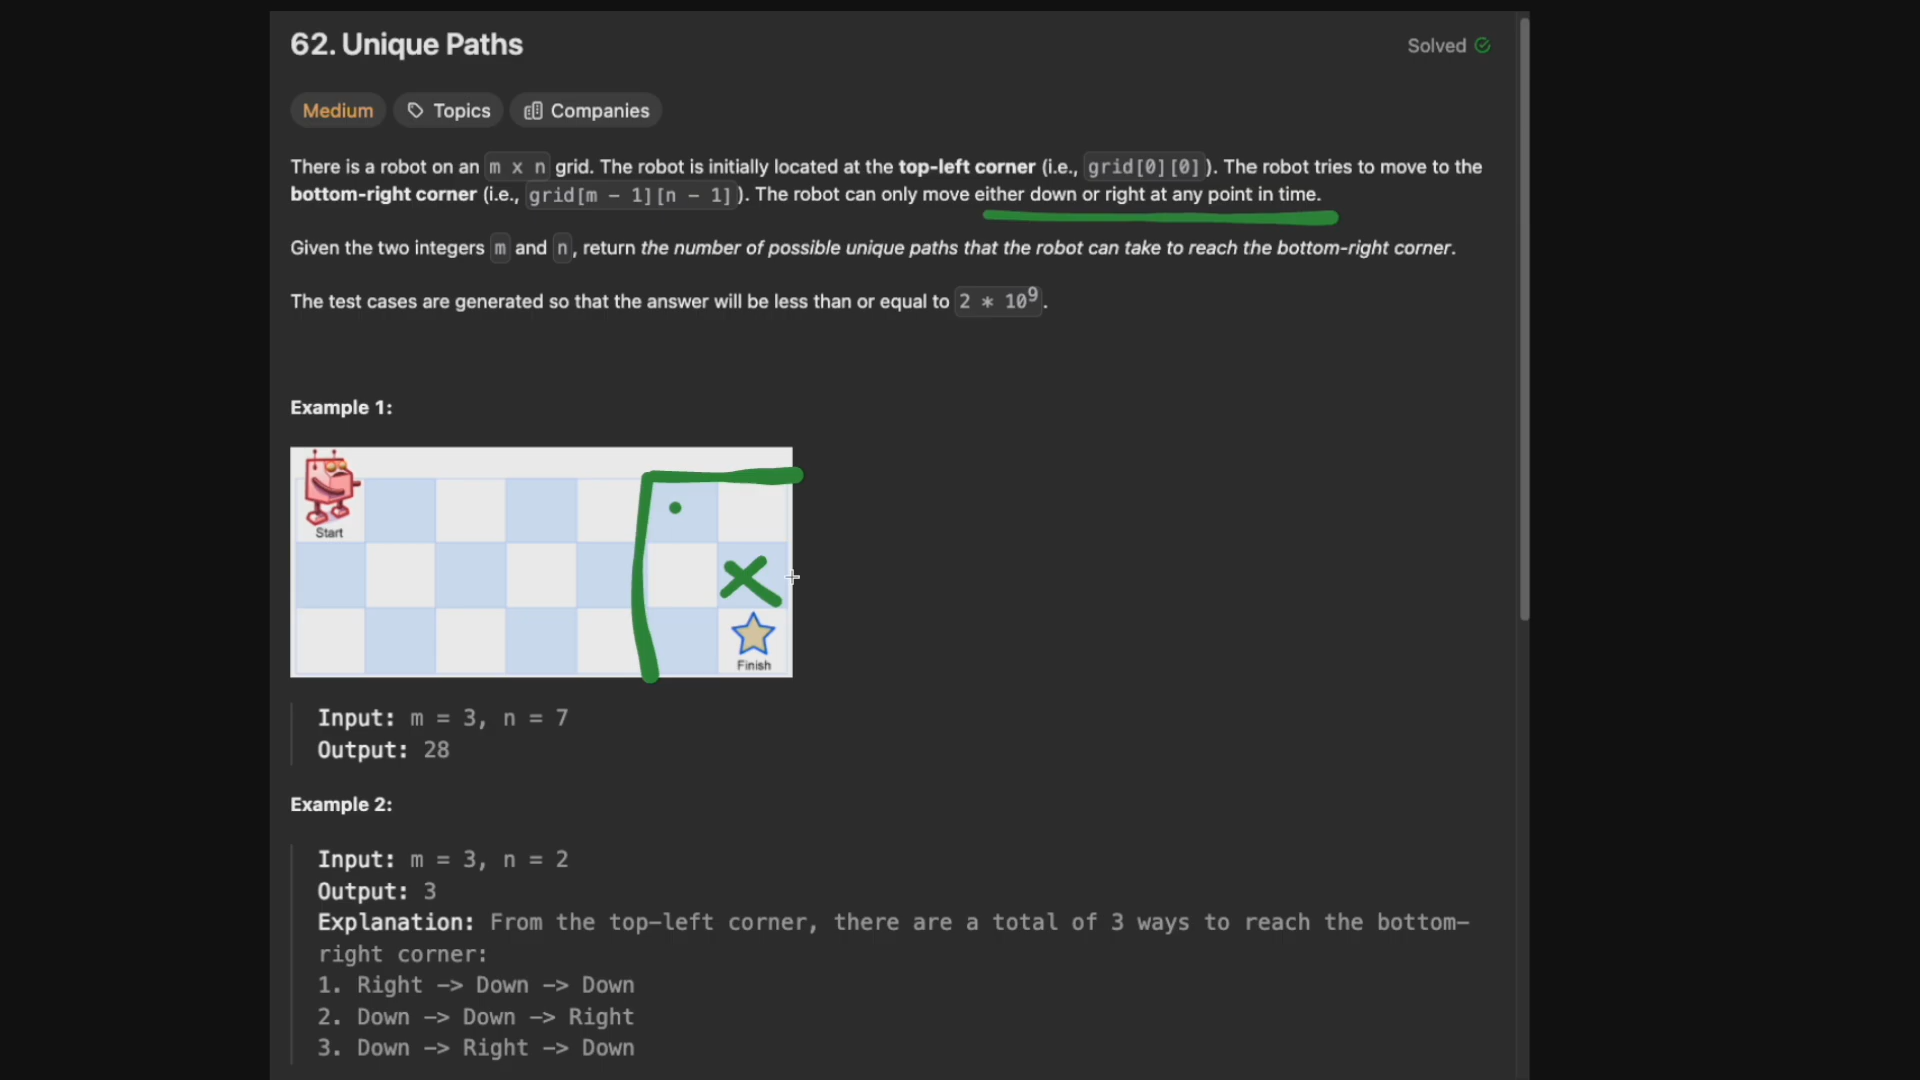 62. Unique Paths
Solved
Medium Topics Companies
There is a robot on an m x n grid. The robot is initially located at the top-left corner (i.e., grid[0][0]). The robot tries to move to the
bottom-right corner (i.e., grid[m - 1][n - 1]). The robot can only move either down or right at any point in time.
Given the two integers m and n, return the number of possible unique paths that the robot can take to reach the bottom-right corner.
The test cases are generated so that the answer will be less than or equal to 2 * 10⁹.
Example 1:
Start
Finish
Input: m = 3, n = 7
Output: 28
Example 2:
Input: m = 3, n = 2
Output: 3
Explanation: From the top-left corner, there are a total of 3 ways to reach the bottom-
right corner:
1. Right -> Down -> Down
2. Down -> Down -> Right
3. Down -> Right -> Down